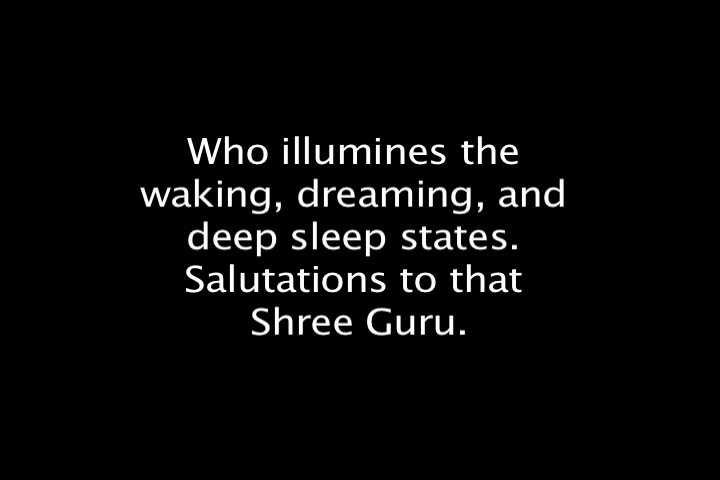 Who illumines the
waking, dreaming, and
deep sleep states.
Salutations to that
Shree Guru.